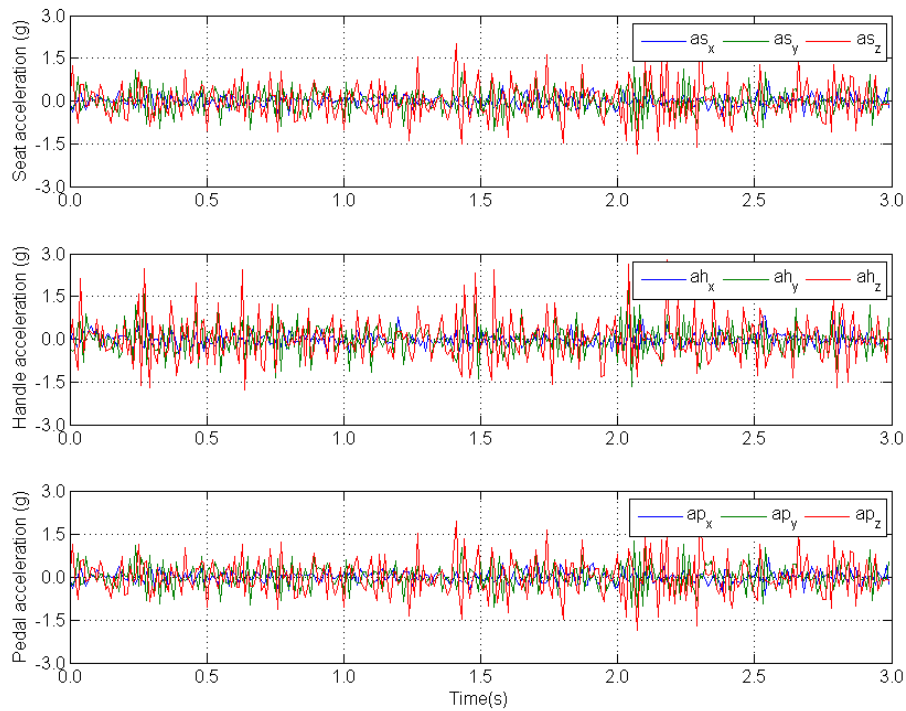 3.0
1.5
0.0
-1.5
-3.0
Seat acceleration (g)
as_x as_y as_z
0.0 0.5 1.0 1.5 2.0 2.5 3.0
3.0
1.5
0.0
-1.5
-3.0
Handle acceleration (g)
ah_x ah_y ah_z
0.0 0.5 1.0 1.5 2.0 2.5 3.0
3.0
1.5
0.0
-1.5
-3.0
Pedal acceleration (g)
ap_x ap_y ap_z
0.0 0.5 1.0 1.5 2.0 2.5 3.0
Time(s)